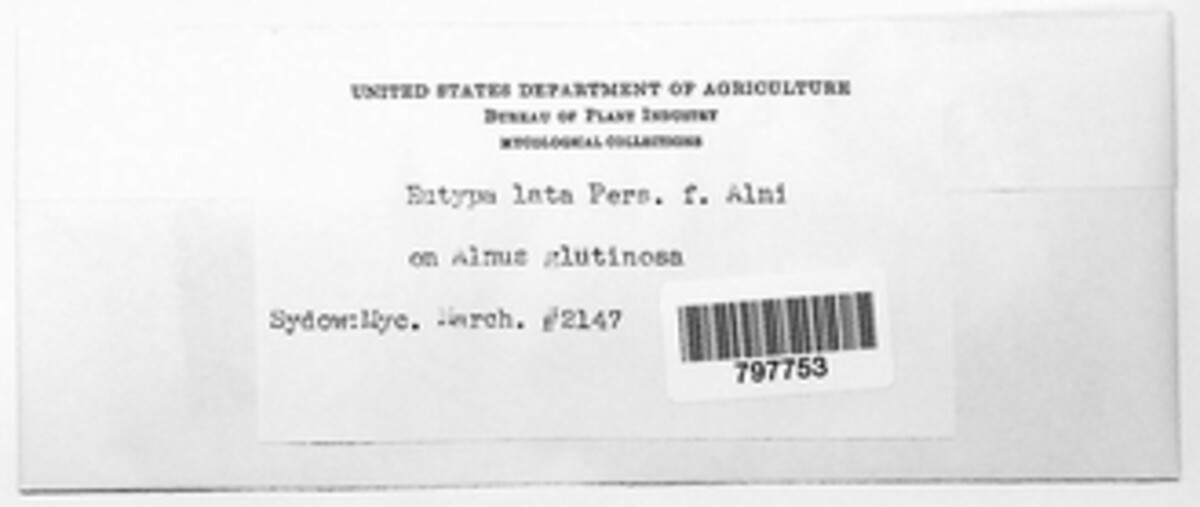 UNITED STATES DEPARTMENT OF AGRICULTURE
BUREAU OF PLANT INDUSTRY
MYCOLOGICAL COLLECTIONS
Eutypa lata Pers. f. Alni
on Alnus glutinosa
Sydow:Myc. March. #2147
797753